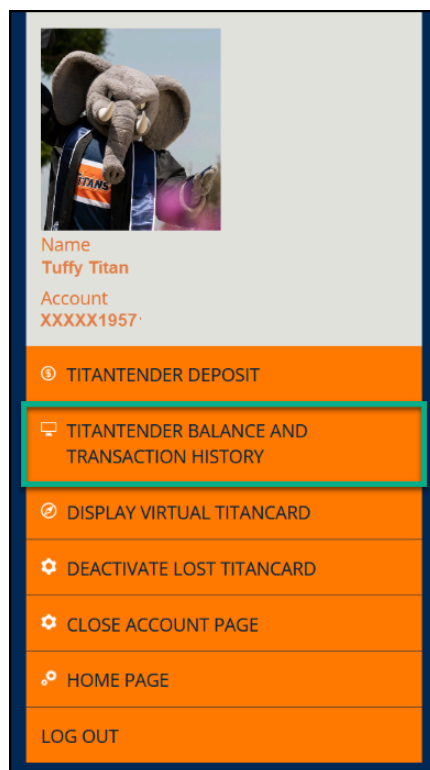 TITANS
Name
Tuffy Titan
Account
XXXXX1957
TITANTENDER DEPOSIT
TITANTENDER BALANCE AND
TRANSACTION HISTORY
DISPLAY VIRTUAL TITANCARD
DEACTIVATE LOST TITANCARD
CLOSE ACCOUNT PAGE
HOME PAGE
LOG OUT